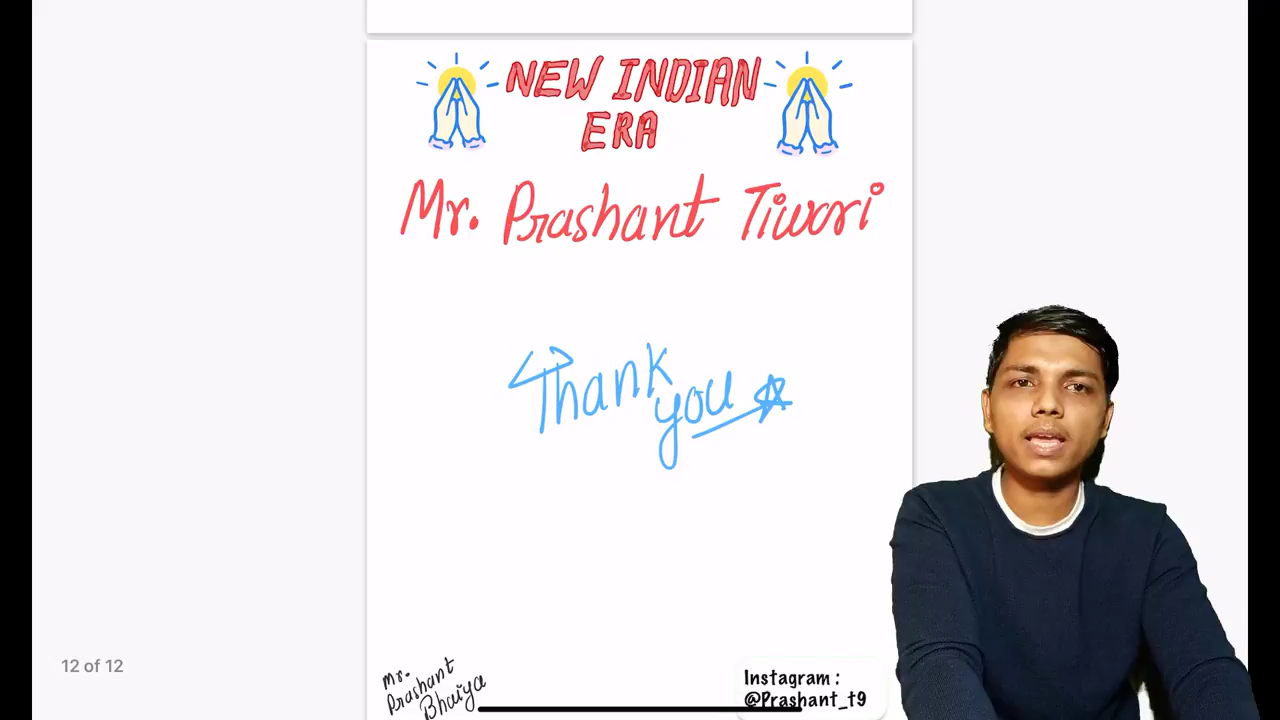 NEW INDIAN
ERA
Mr. Prashant Tiwari
Thank
you
12 of 12
Mr.
Prashant
Bhaiya
Instagram :
@Prashant_t9